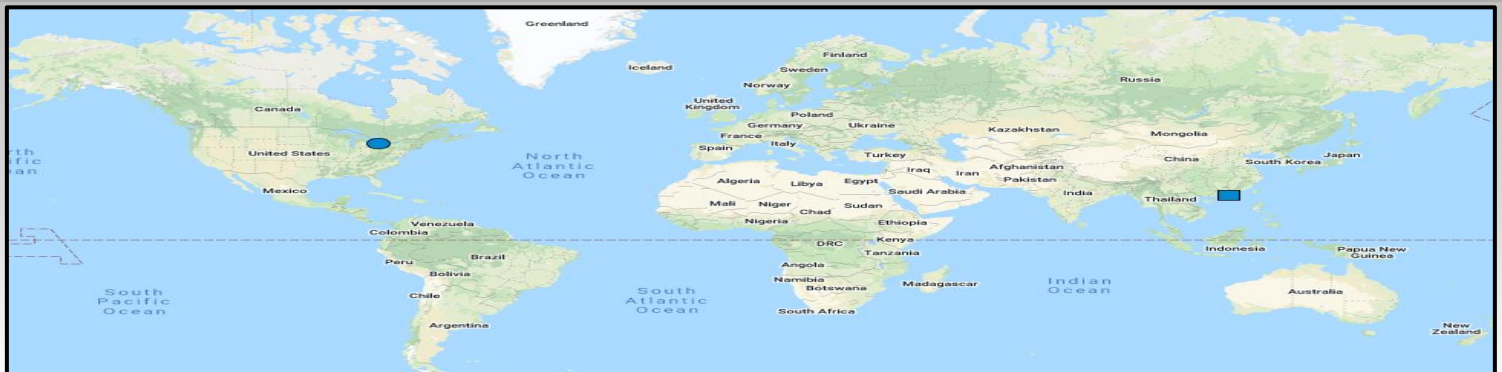 Greenland
Iceland
Finland
Sweden
Norway
Russia
Canada
United
Kingdom
Poland
Germany
Ukraine
France
Kazakhstan
Mongolia
Italy
Spain
Turkey
China
South Korea
Japan
United States
North
Atlantic
Ocean
rth
ific
ean
Afghanistan
Iraq
Iran
Pakistan
Algeria
Libya
Egypt
Saudi Arabia
India
Mexico
Thailand
Mali
Niger
Chad
Sudan
Nigeria
Ethiopia
Venezuela
Colombia
DRC
Kenya
Tanzania
Indonesia
Papua New
Guinea
Peru
Brazil
Bolivia
Angola
Namibia
Botswana
Madagascar
Indian
Ocean
Australia
Chile
South
Pacific
Ocean
South
Atlantic
Ocean
South Africa
Argentina
New
Zealand